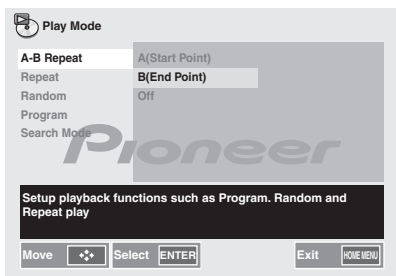 Play Mode
A-B Repeat A(Start Point)
Repeat B(End Point)
Random Off
Program
Search Mode
Pioneer
Setup playback functions such as Program. Random and
Repeat play
Move Select ENTER Exit HOME MENU